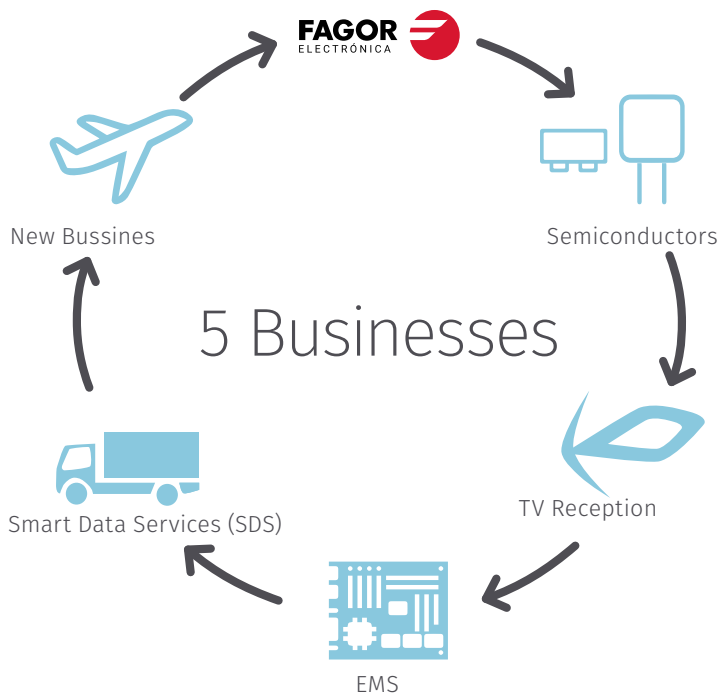 FAGOR
ELECTRÓNICA
New Bussines
Semiconductors
5 Businesses
TV Reception
Smart Data Services (SDS)
EMS